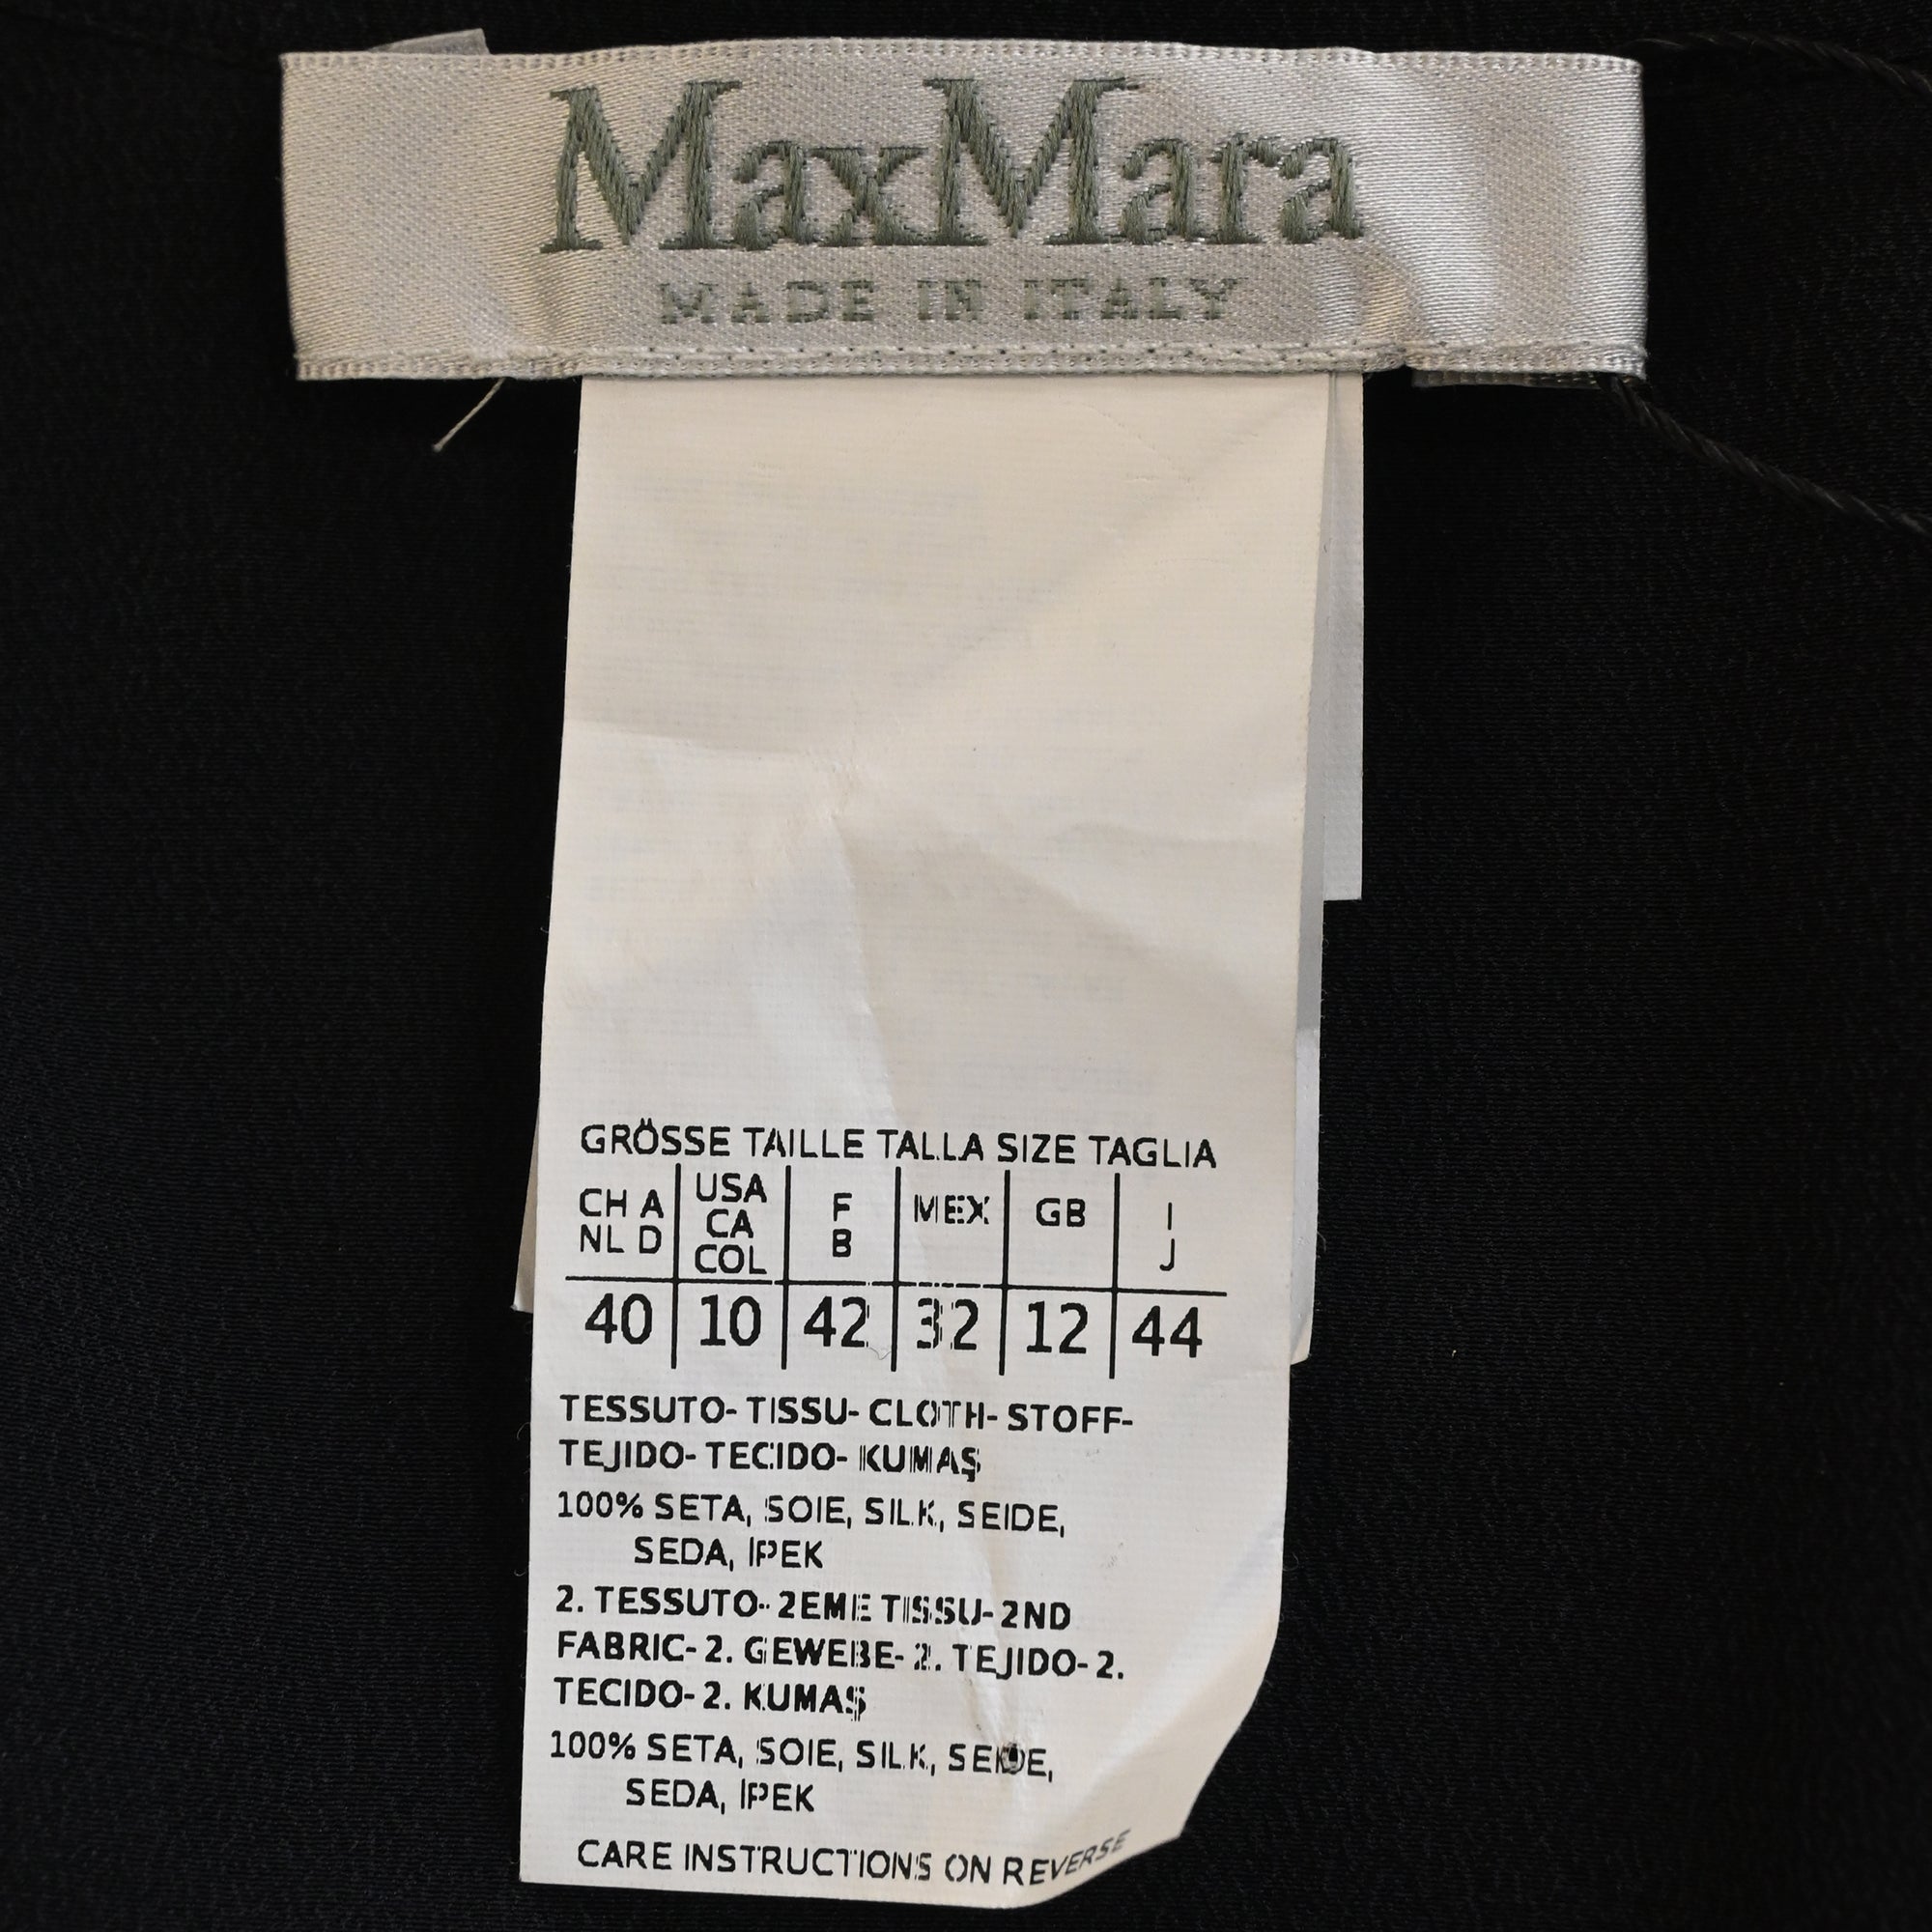 MaxMara
MADE IN ITALY
GRÖSSE TAILLE TALLA SIZE TAGLIA
CH A USA F MEX GB I
NL D CA B J
COL
40 10 42 32 12 44
TESSUTO- TISSU- CLOTH- STOFF-
TEJIDO- TECIDO- KUMAŞ
100% SETA, SOIE, SILK, SEIDE,
SEDA, IPEK
2. TESSUTO- 2EME TISSU- 2ND
FABRIC- 2. GEWEBE- 2. TEJIDO- 2.
TECIDO- 2. KUMAŞ
100% SETA, SOIE, SILK, SEIDE,
SEDA, IPEK
CARE INSTRUCTIONS ON REVERSE